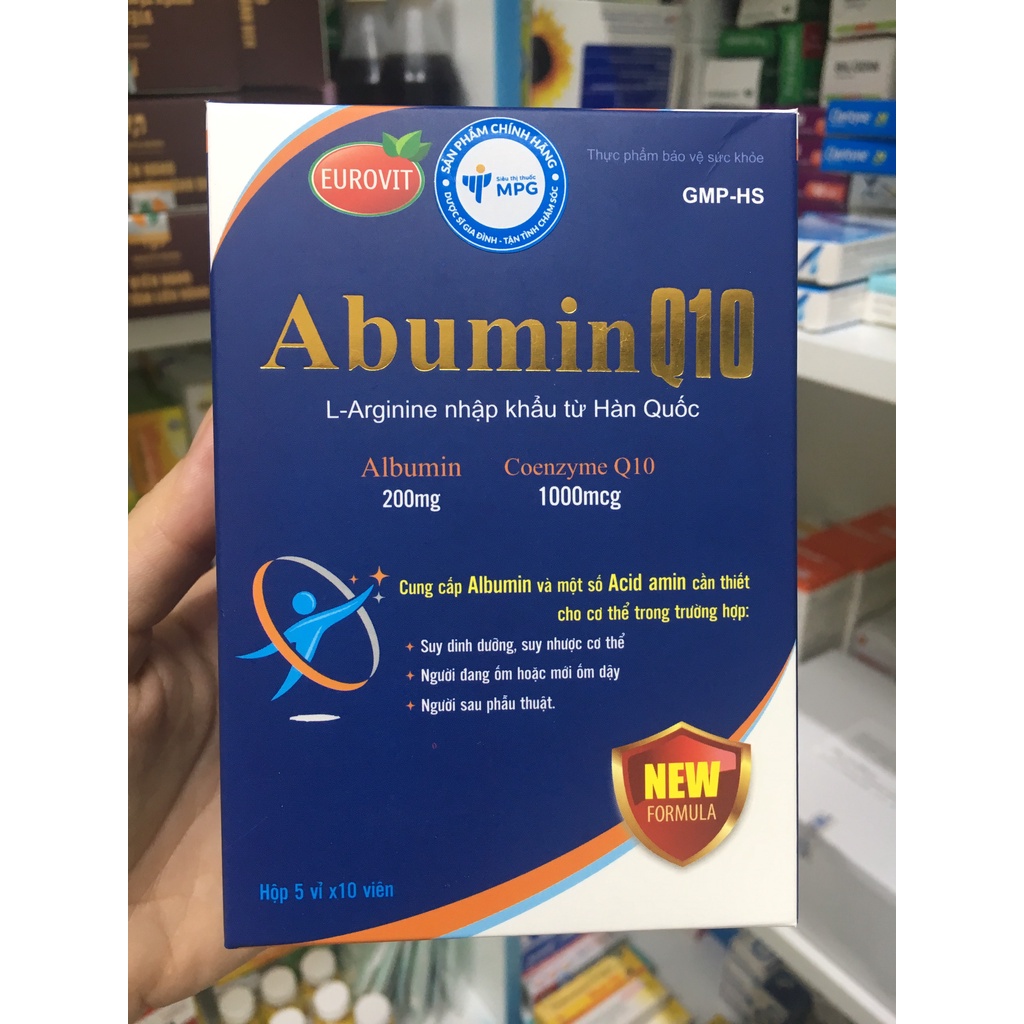 EUROVIT
SẢN PHẨM CHÍNH HÃNG
Siêu thị thuốc
MPG
DƯỢC SĨ GIA ĐÌNH - TẬN TÌNH CHĂM SÓC
Thực phẩm bảo vệ sức khỏe
GMP-HS
Abumin Q10
L-Arginine nhập khẩu từ Hàn Quốc
Albumin Coenzyme Q10
200mg 1000mcg
Cung cấp Albumin và một số Acid amin cần thiết
cho cơ thể trong trường hợp:
Suy dinh dưỡng, suy nhược cơ thể
Người đang ốm hoặc mới ốm dậy
Người sau phẫu thuật.
NEW
FORMULA
Hộp 5 vỉ x10 viên